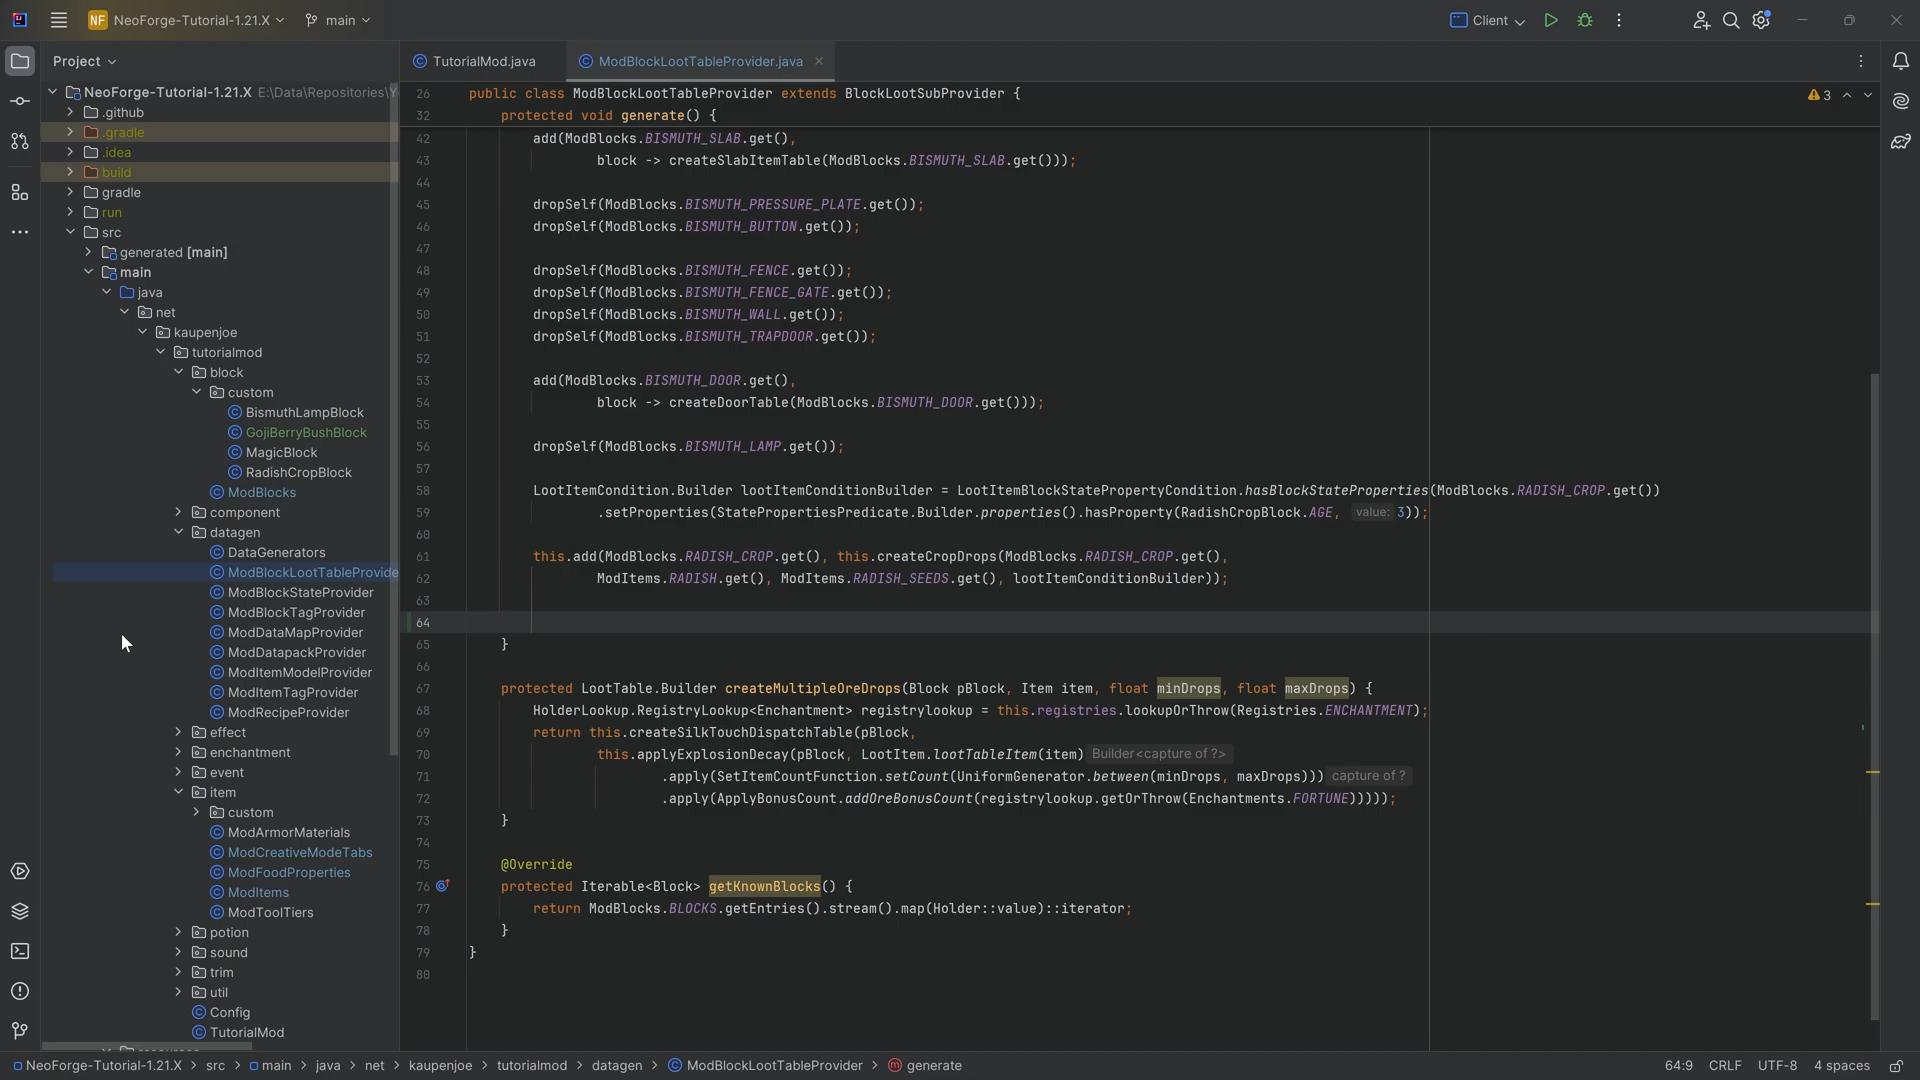 NF NeoForge-Tutorial-1.21.X main Client
Project
TutorialMod.java
ModBlockLootTableProvider.java
NeoForge-Tutorial-1.21.X E:\Data\Repositories\
.github
.gradle
.idea
build
gradle
run
src
generated [main]
main
java
net
kaupenjoe
tutorialmod
block
custom
BismuthLampBlock
GojiBerryBushBlock
MagicBlock
RadishCropBlock
ModBlocks
component
datagen
DataGenerators
ModBlockLootTableProvide
ModBlockStateProvider
ModBlockTagProvider
ModDataMapProvider
ModDatapackProvider
ModItemModelProvider
ModItemTagProvider
ModRecipeProvider
effect
enchantment
event
item
custom
ModArmorMaterials
ModCreativeModeTabs
ModFoodProperties
ModItems
ModToolTiers
potion
sound
trim
util
Config
TutorialMod
3
26 public class ModBlockLootTableProvider extends BlockLootSubProvider {
32 protected void generate() {
42 add(ModBlocks.BISMUTH_SLAB.get(),
43 block -> createSlabItemTable(ModBlocks.BISMUTH_SLAB.get()));
44
45 dropSelf(ModBlocks.BISMUTH_PRESSURE_PLATE.get());
46 dropSelf(ModBlocks.BISMUTH_BUTTON.get());
47
48 dropSelf(ModBlocks.BISMUTH_FENCE.get());
49 dropSelf(ModBlocks.BISMUTH_FENCE_GATE.get());
50 dropSelf(ModBlocks.BISMUTH_WALL.get());
51 dropSelf(ModBlocks.BISMUTH_TRAPDOOR.get());
52
53 add(ModBlocks.BISMUTH_DOOR.get(),
54 block -> createDoorTable(ModBlocks.BISMUTH_DOOR.get()));
55
56 dropSelf(ModBlocks.BISMUTH_LAMP.get());
57
58 LootItemCondition.Builder lootItemConditionBuilder = LootItemBlockStatePropertyCondition.hasBlockStateProperties(ModBlocks.RADISH_CROP.get())
59 .setProperties(StatePropertiesPredicate.Builder.properties().hasProperty(RadishCropBlock.AGE, value: 3));
60
61 this.add(ModBlocks.RADISH_CROP.get(), this.createCropDrops(ModBlocks.RADISH_CROP.get(),
62 ModItems.RADISH.get(), ModItems.RADISH_SEEDS.get(), lootItemConditionBuilder));
63
64
65 }
66
67 protected LootTable.Builder createMultipleOreDrops(Block pBlock, Item item, float minDrops, float maxDrops) {
68 HolderLookup.RegistryLookup<Enchantment> registrylookup = this.registries.lookupOrThrow(Registries.ENCHANTMENT);
69 return this.createSilkTouchDispatchTable(pBlock,
70 this.applyExplosionDecay(pBlock, LootItem.lootTableItem(item) Builder<capture of ?>
71 .apply(SetItemCountFunction.setCount(UniformGenerator.between(minDrops, maxDrops))) capture of ?
72 .apply(ApplyBonusCount.addOreBonusCount(registrylookup.getOrThrow(Enchantments.FORTUNE)))));
73 }
74
75 @Override
76 protected Iterable<Block> getKnownBlocks() {
77 return ModBlocks.BLOCKS.getEntries().stream().map(Holder::value)::iterator;
78 }
79 }
80
NeoForge-Tutorial-1.21.X > src > main > java > net > kaupenjoe > tutorialmod > datagen > ModBlockLootTableProvider > generate
64:9 CRLF UTF-8 4 spaces